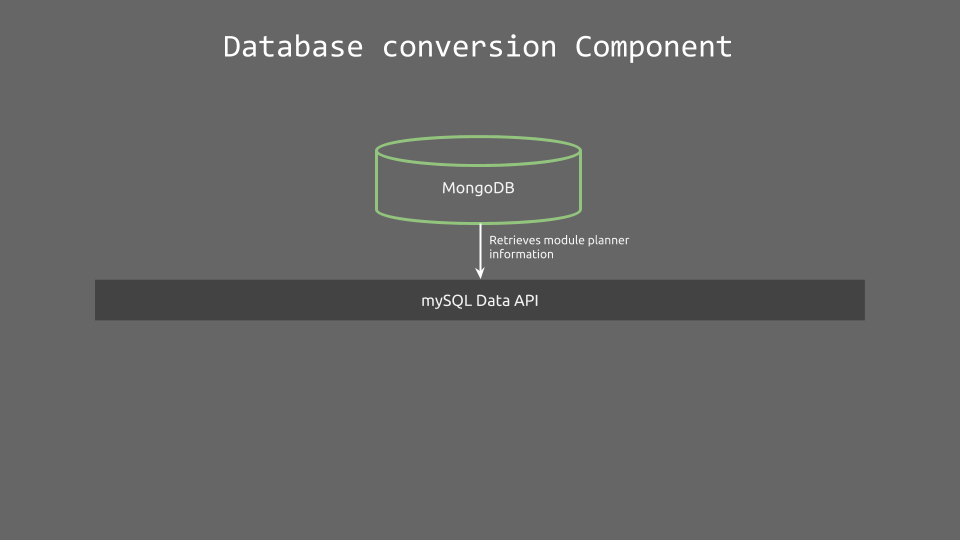 Database conversion Component
MongoDB
Retrieves module planner
information
mySQL Data API